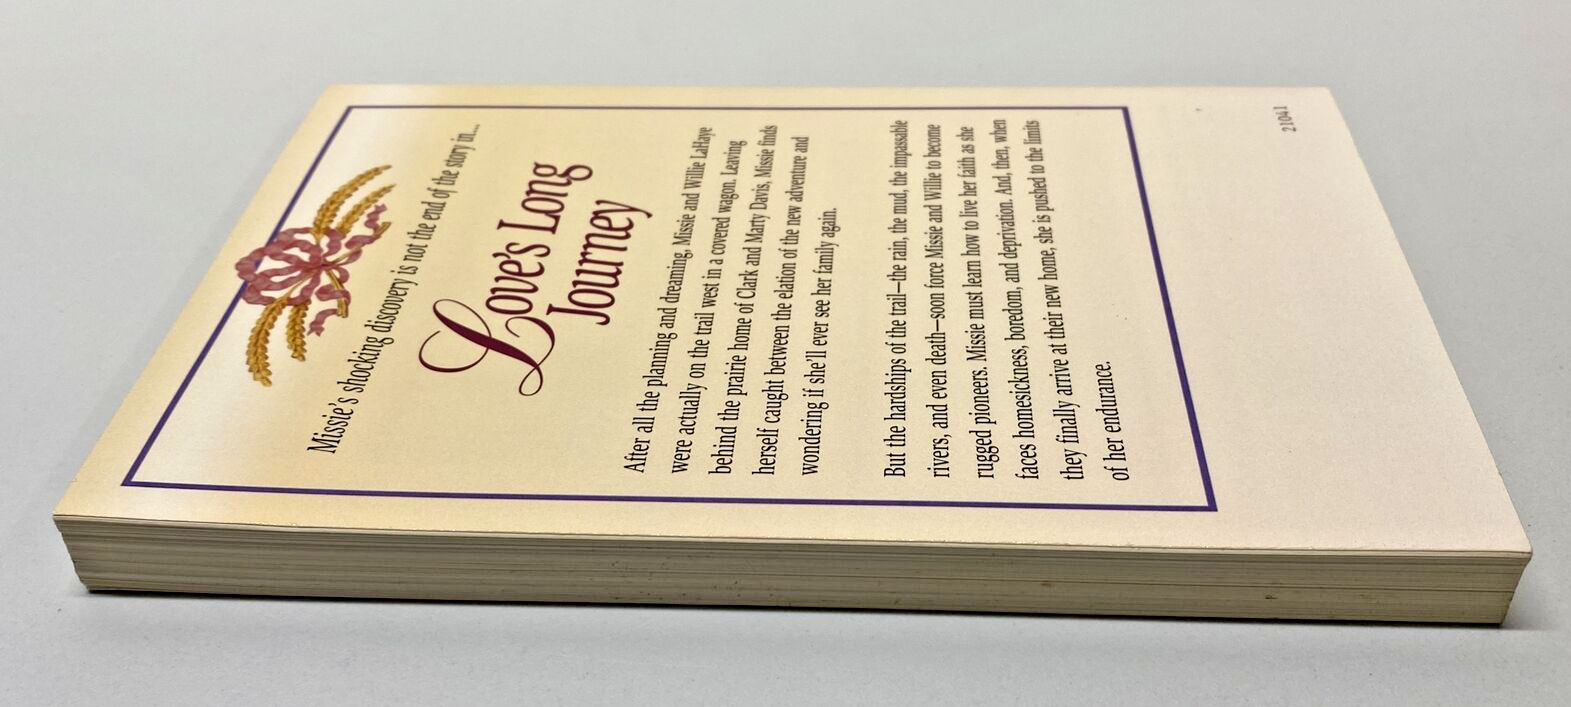 Missie's shocking discovery is not the end of the story in...
Love's Long
Journey
After all the planning and dreaming, Missie and Willie LaHaye
were actually on the trail west in a covered wagon. Leaving
behind the prairie home of Clark and Marty Davis, Missie finds
herself caught between the elation of the new adventure and
wondering if she'll ever see her family again.
But the hardships of the trail—the rain, the mud, the impassable
rivers, and even death—soon force Missie and Willie to become
rugged pioneers. Missie must learn how to live her faith as she
faces homesickness, boredom, and deprivation. And, then, when
they finally arrive at their new home, she is pushed to the limits
of her endurance.
21041